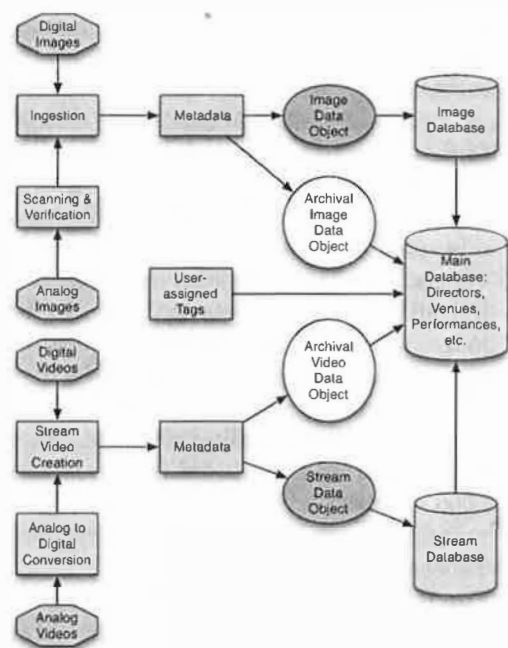 Digital
Images
Ingestion
Metadata
Image
Data
Object
Image
Database
Scanning &
Verification
Archival
Image
Data
Object
Analog
Images
User-
assigned
Tags
Main
Database:
Directors,
Venues,
Performances,
etc.
Digital
Videos
Archival
Video
Data
Object
Stream
Video
Creation
Metadata
Stream
Data
Object
Analog to
Digital
Conversion
Stream
Database
Analog
Videos